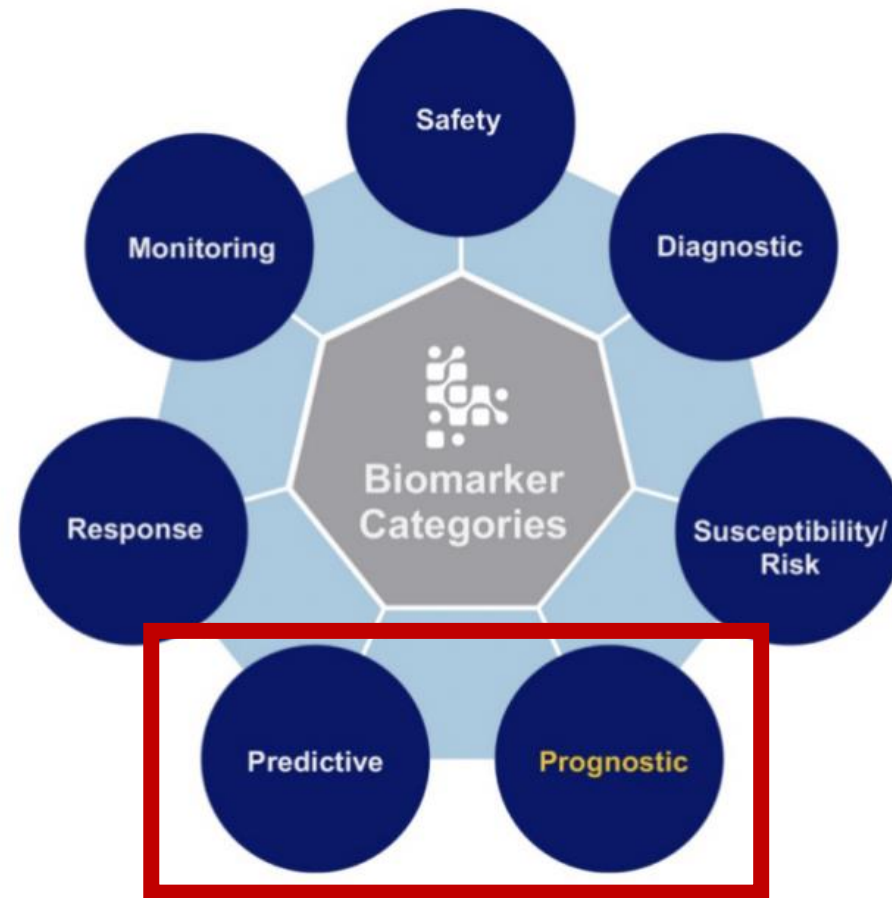 Safety
Monitoring
Diagnostic
Biomarker
Categories
Response
Susceptibility/
Risk
Predictive
Prognostic